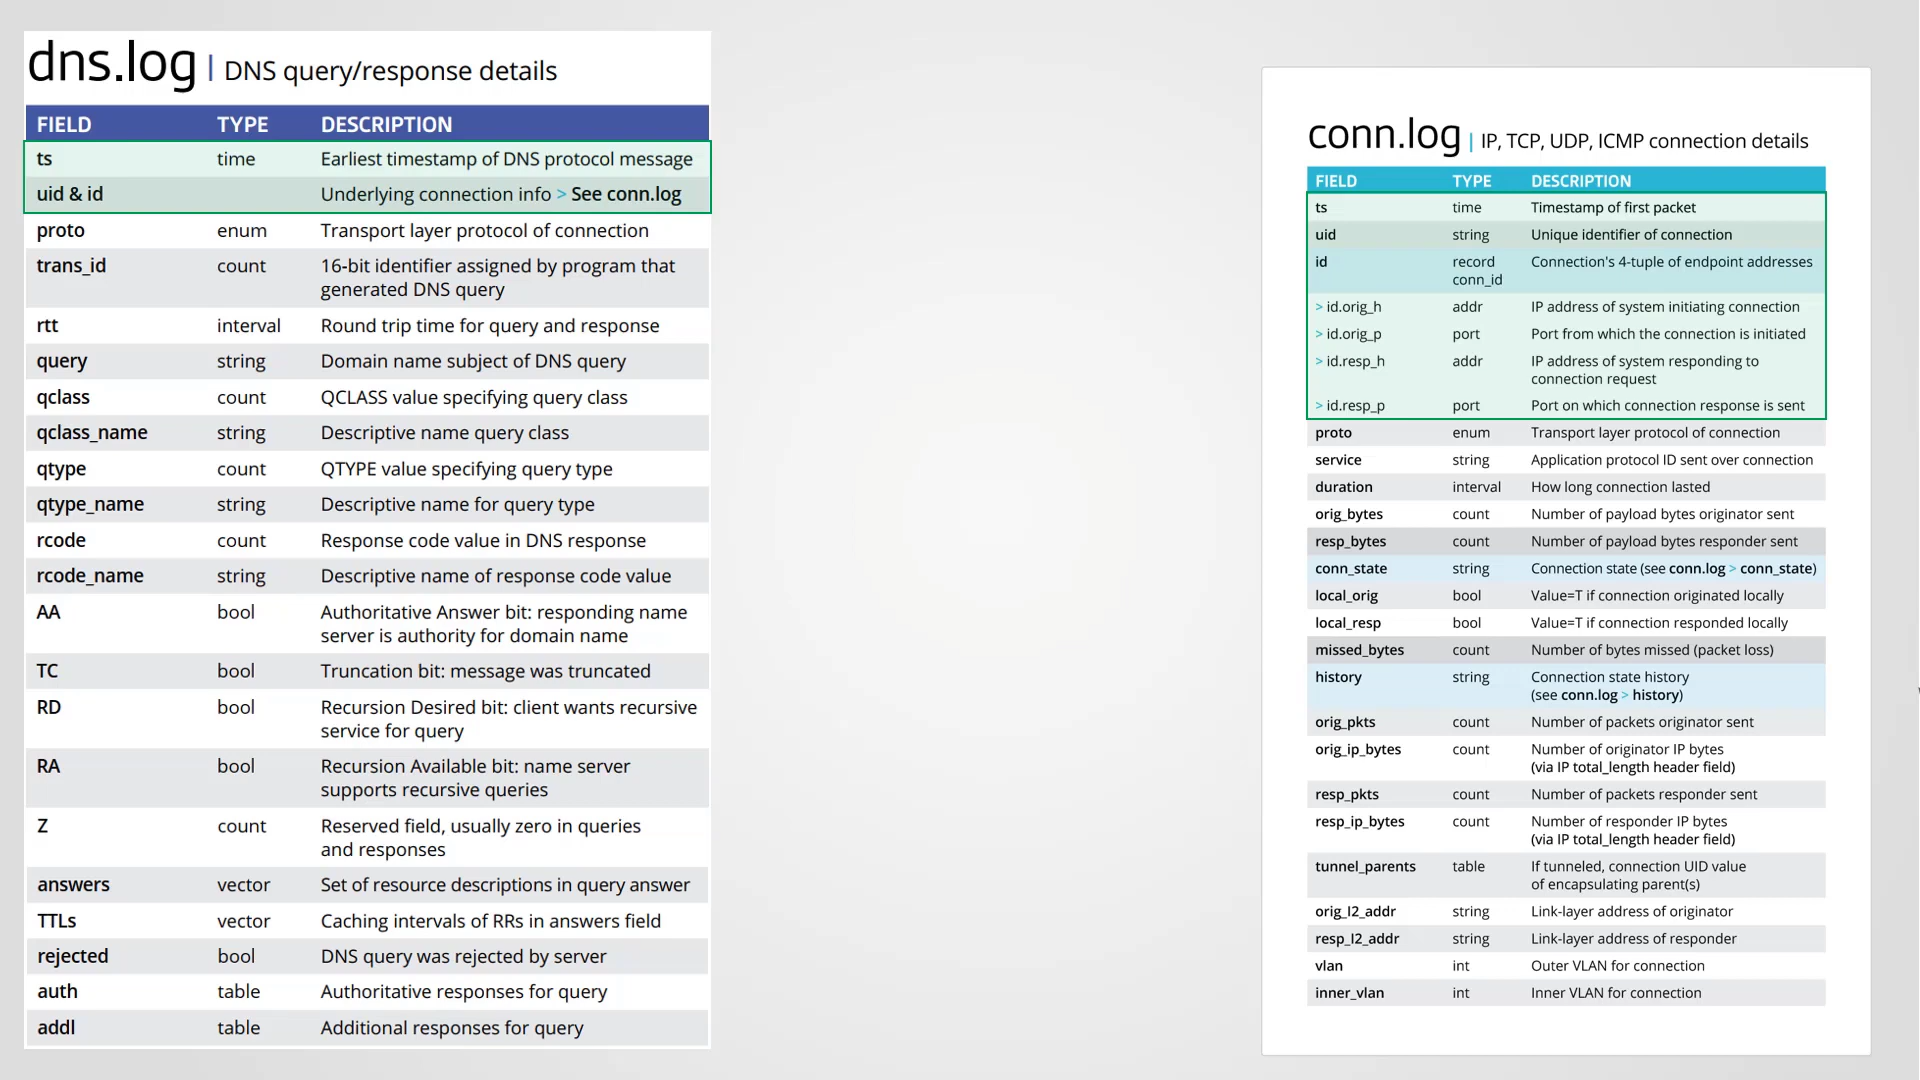 dns.log | DNS query/response details
FIELD TYPE DESCRIPTION
ts time Earliest timestamp of DNS protocol message
uid & id Underlying connection info > See conn.log
proto enum Transport layer protocol of connection
trans_id count 16-bit identifier assigned by program that
generated DNS query
rtt interval Round trip time for query and response
query string Domain name subject of DNS query
qclass count QCLASS value specifying query class
qclass_name string Descriptive name query class
qtype count QTYPE value specifying query type
qtype_name string Descriptive name for query type
rcode count Response code value in DNS response
rcode_name string Descriptive name of response code value
AA bool Authoritative Answer bit: responding name
server is authority for domain name
TC bool Truncation bit: message was truncated
RD bool Recursion Desired bit: client wants recursive
service for query
RA bool Recursion Available bit: name server
supports recursive queries
Z count Reserved field, usually zero in queries
and responses
answers vector Set of resource descriptions in query answer
TTLs vector Caching intervals of RRs in answers field
rejected bool DNS query was rejected by server
auth table Authoritative responses for query
addl table Additional responses for query
conn.log | IP, TCP, UDP, ICMP connection details
FIELD TYPE DESCRIPTION
ts time Timestamp of first packet
uid string Unique identifier of connection
id record Connection's 4-tuple of endpoint addresses
conn_id
> id.orig_h addr IP address of system initiating connection
> id.orig_p port Port from which the connection is initiated
> id.resp_h addr IP address of system responding to
connection request
> id.resp_p port Port on which connection response is sent
proto enum Transport layer protocol of connection
service string Application protocol ID sent over connection
duration interval How long connection lasted
orig_bytes count Number of payload bytes originator sent
resp_bytes count Number of payload bytes responder sent
conn_state string Connection state (see conn.log > conn_state)
local_orig bool Value=T if connection originated locally
local_resp bool Value=T if connection responded locally
missed_bytes count Number of bytes missed (packet loss)
history string Connection state history
(see conn.log > history)
orig_pkts count Number of packets originator sent
orig_ip_bytes count Number of originator IP bytes
(via IP total_length header field)
resp_pkts count Number of packets responder sent
resp_ip_bytes count Number of responder IP bytes
(via IP total_length header field)
tunnel_parents table If tunneled, connection UID value
of encapsulating parent(s)
orig_l2_addr string Link-layer address of originator
resp_l2_addr string Link-layer address of responder
vlan int Outer VLAN for connection
inner_vlan int Inner VLAN for connection